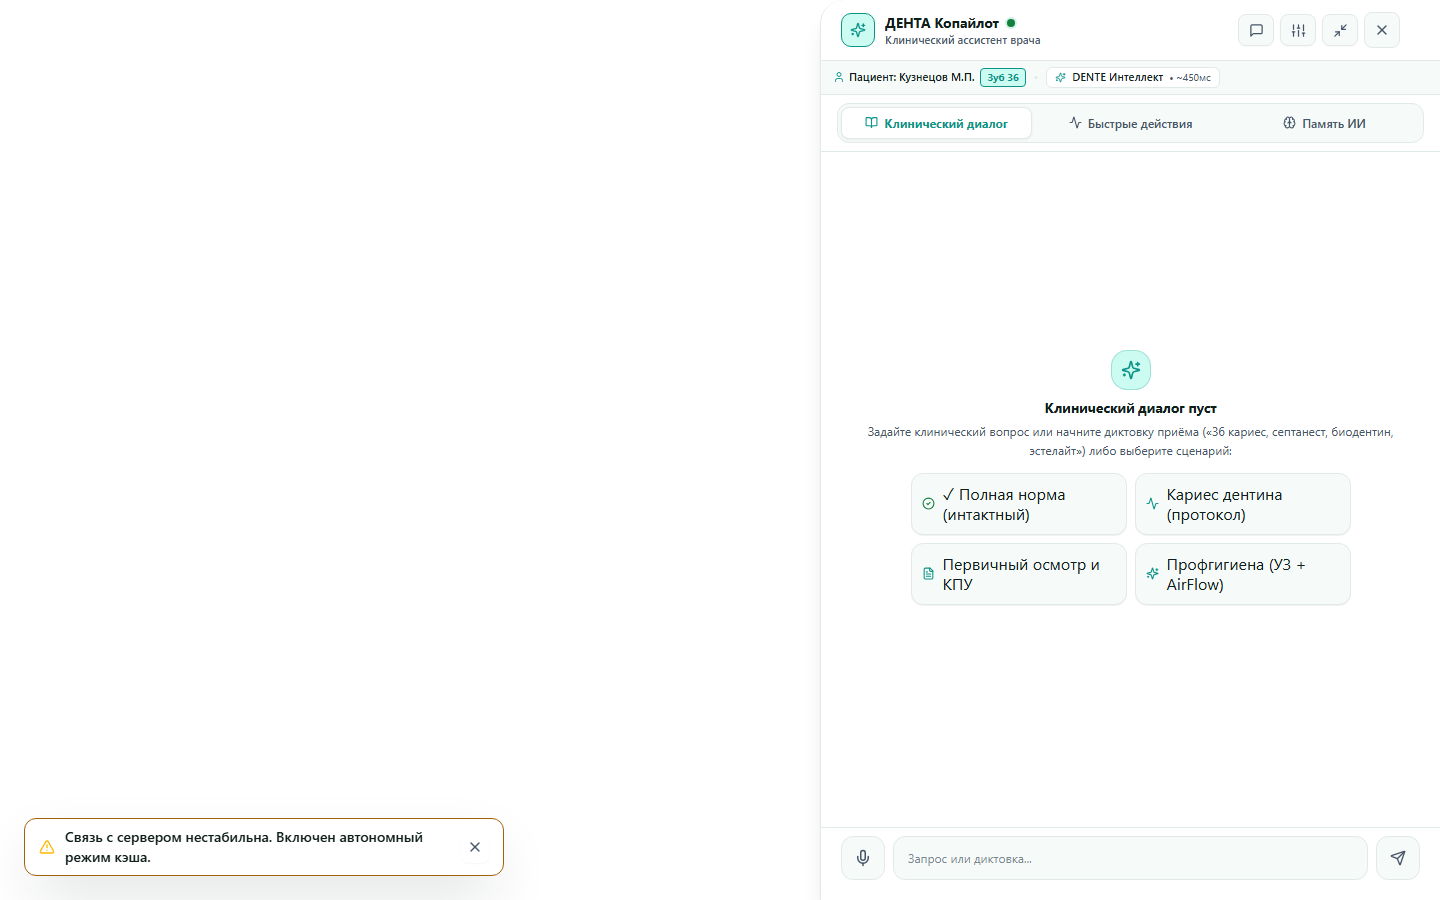 ДЕНТА Копайлот
Клинический ассистент врача
Пациент: Кузнецов М.П. Зуб 36 • DENTE Интеллект • ~450мс
Клинический диалог
Быстрые действия
Память ИИ
Клинический диалог пуст
Задайте клинический вопрос или начните диктовку приёма («36 кариес, септанест, биодентин,
эстелайт») либо выберите сценарий:
✓ Полная норма
(интактный)
Кариес дентина
(протокол)
Первичный осмотр и
КПУ
Профгигиена (УЗ +
AirFlow)
Связь с сервером нестабильна. Включен автономный
режим кэша.
Запрос или диктовка...